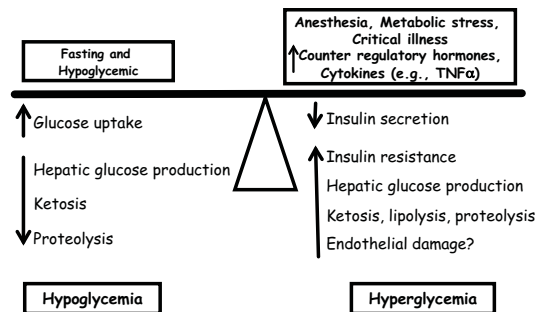 Fasting and
Hypoglycemic
Anesthesia, Metabolic stress,
Critical illness
Counter regulatory hormones,
Cytokines (e.g., TNFα)
Glucose uptake
Hepatic glucose production
Ketosis
Proteolysis
Insulin secretion
Insulin resistance
Hepatic glucose production
Ketosis, lipolysis, proteolysis
Endothelial damage?
Hypoglycemia
Hyperglycemia